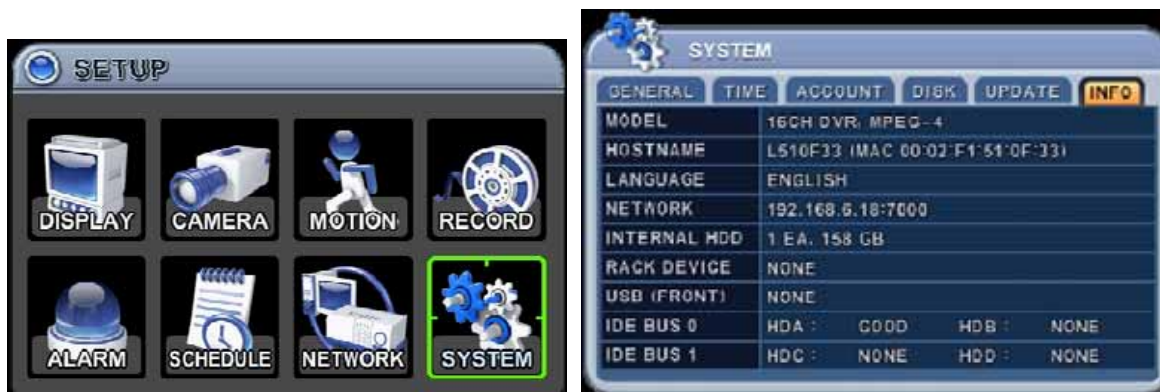 SETUP
DISPLAY CAMERA MOTION RECORD
ALARM SCHEDULE NETWORK SYSTEM
SYSTEM
GENERAL TIME ACCOUNT DISK UPDATE INFO
MODEL 16CH DVR, MPEG-4
HOSTNAME L510F33 (MAC 00:02:F1:51:0F:33)
LANGUAGE ENGLISH
NETWORK 192.168.6.18:7000
INTERNAL HDD 1 EA. 158 GB
RACK DEVICE NONE
USB (FRONT) NONE
IDE BUS 0 HDA : GOOD HDB : NONE
IDE BUS 1 HDC : NONE HDD : NONE